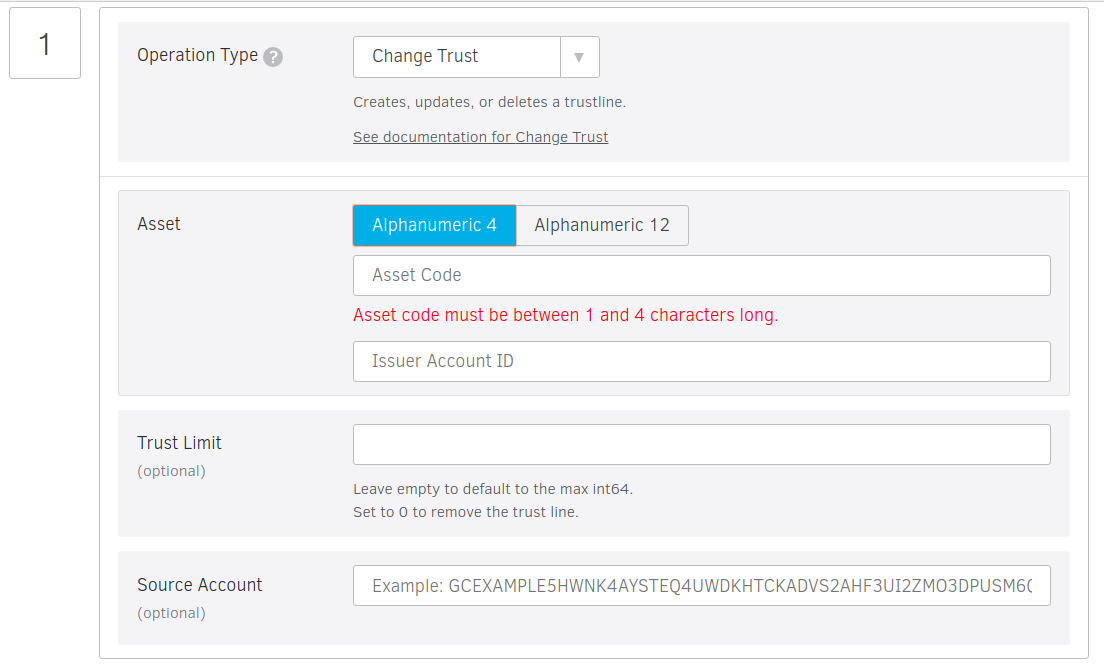 1
Operation Type ?
Change Trust ▼
Creates, updates, or deletes a trustline.
See documentation for Change Trust
Asset
Alphanumeric 4 Alphanumeric 12
Asset Code
Asset code must be between 1 and 4 characters long.
Issuer Account ID
Trust Limit
(optional)
Leave empty to default to the max int64.
Set to 0 to remove the trust line.
Source Account
(optional)
Example: GCEXAMPLE5HWNK4AYSTEQ4UWDKHTCKADVS2AHF3UI2ZMO3DPUSM6